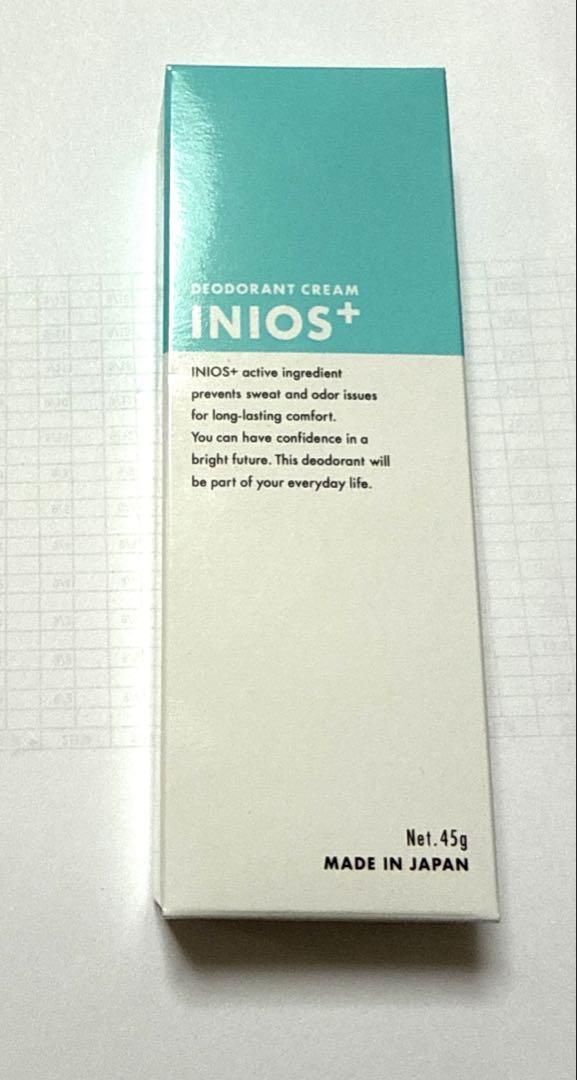 DEODORANT CREAM
INIOS+
INIOS+ active ingredient
prevents sweat and odor issues
for long-lasting comfort.
You can have confidence in a
bright future. This deodorant will
be part of your everyday life.
Net.45g
MADE IN JAPAN